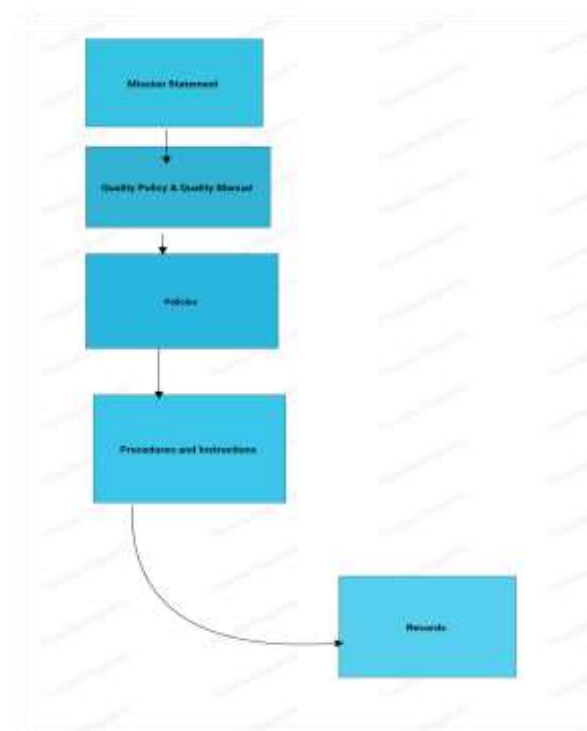 Mission Statement
Quality Policy & Quality Manual
Policies
Procedures and Instructions
Records